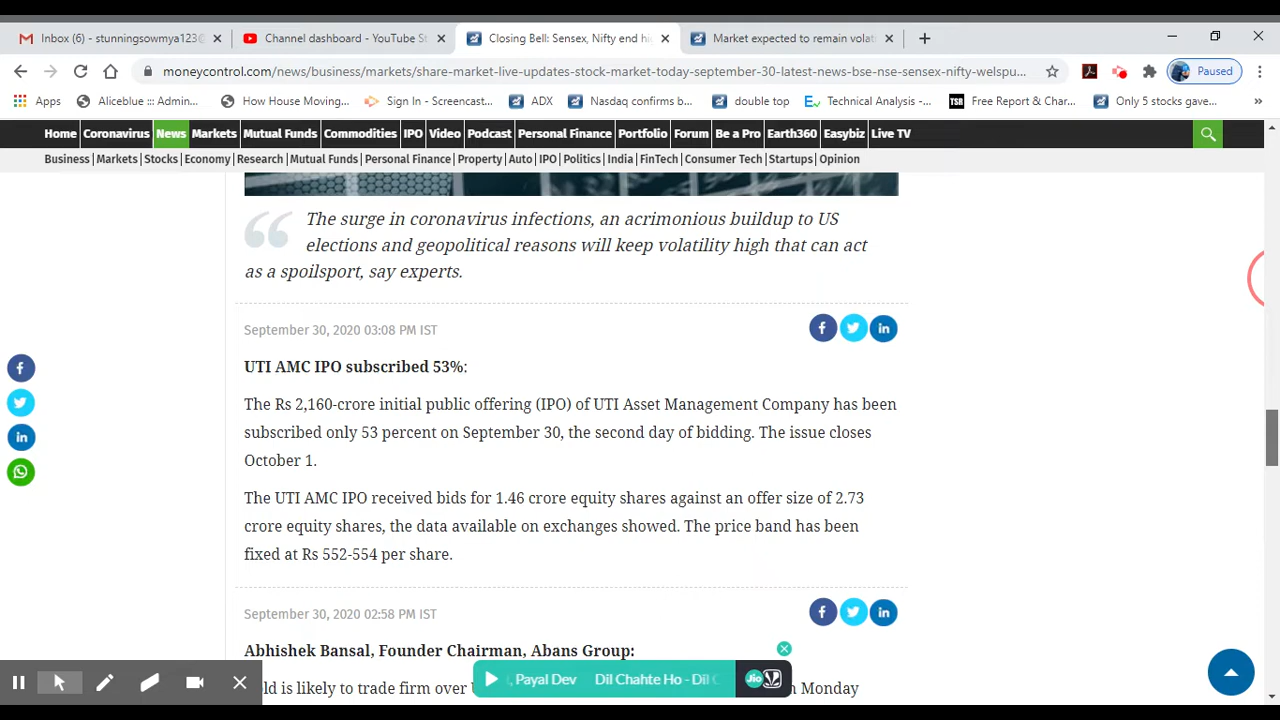 Inbox (6) - stunningsowmya123@
Channel dashboard - YouTube St
Closing Bell: Sensex, Nifty end hi
Market expected to remain volat
moneycontrol.com/news/business/markets/share-market-live-updates-stock-market-today-september-30-latest-news-bse-nse-sensex-nifty-welspu...
Paused
Apps
Aliceblue ::: Admin...
How House Moving...
Sign In - Screencast...
ADX
Nasdaq confirms b...
double top
Technical Analysis -...
TSR
Free Report & Char...
Only 5 stocks gave...
»
Home Coronavirus News Markets Mutual Funds Commodities IPO Video Podcast Personal Finance Portfolio Forum Be a Pro Earth360 Easybiz Live TV
Business | Markets | Stocks | Economy | Research | Mutual Funds | Personal Finance | Property | Auto | IPO | Politics | India | FinTech | Consumer Tech | Startups | Opinion
The surge in coronavirus infections, an acrimonious buildup to US
elections and geopolitical reasons will keep volatility high that can act
as a spoilsport, say experts.
September 30, 2020 03:08 PM IST
UTI AMC IPO subscribed 53%:
The Rs 2,160-crore initial public offering (IPO) of UTI Asset Management Company has been
subscribed only 53 percent on September 30, the second day of bidding. The issue closes
October 1.
The UTI AMC IPO received bids for 1.46 crore equity shares against an offer size of 2.73
crore equity shares, the data available on exchanges showed. The price band has been
fixed at Rs 552-554 per share.
September 30, 2020 02:58 PM IST
Abhishek Bansal, Founder Chairman, Abans Group:
ld is likely to trade firm over
, Payal Dev
Dil Chahte Ho - Dil C
Jio
Monday